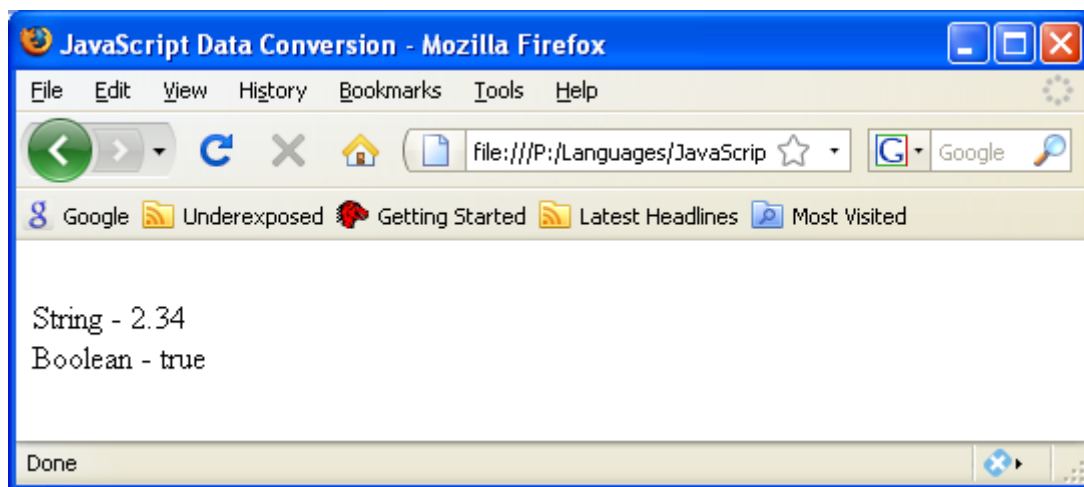 JavaScript Data Conversion - Mozilla Firefox
File Edit View History Bookmarks Tools Help
file:///P:/Languages/JavaScrip G Google
g Google Underexposed Getting Started Latest Headlines Most Visited
String - 2.34
Boolean - true
Done